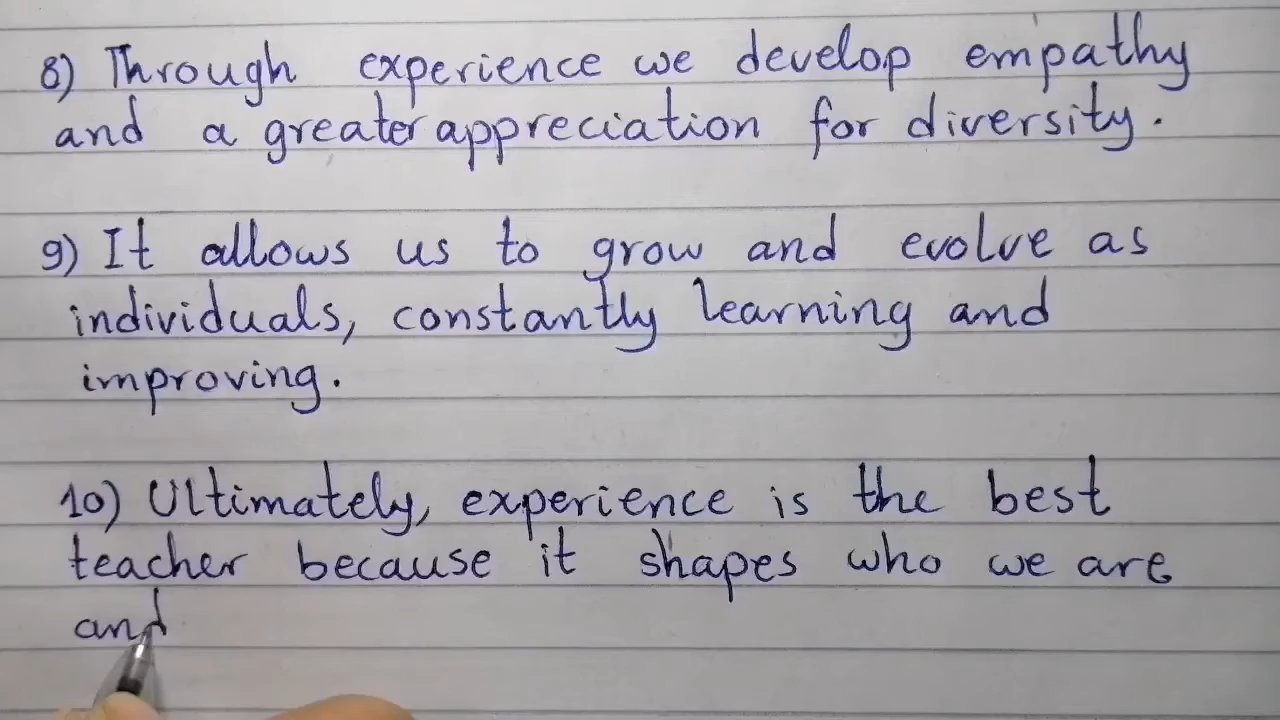 8) Through experience we develop empathy
and a greater appreciation for diversity.
9) It allows us to grow and evolve as
individuals, constantly learning and
improving.
10) Ultimately, experience is the best
teacher because it shapes who we are
and